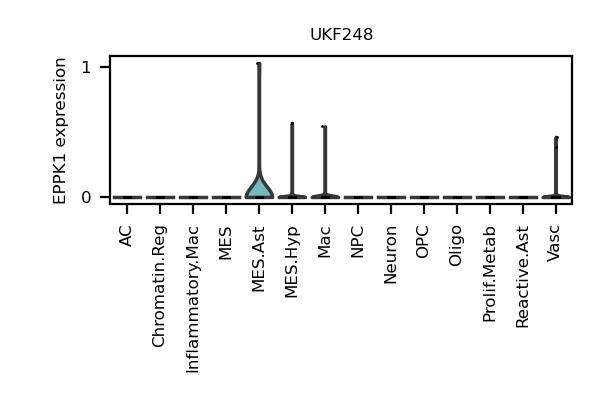 UKF248
EPPK1 expression
1
0
AC
Chromatin.Reg
Inflammatory.Mac
MES
MES.Ast
MES.Hyp
Mac
NPC
Neuron
OPC
Oligo
Prolif.Metab
Reactive.Ast
Vasc